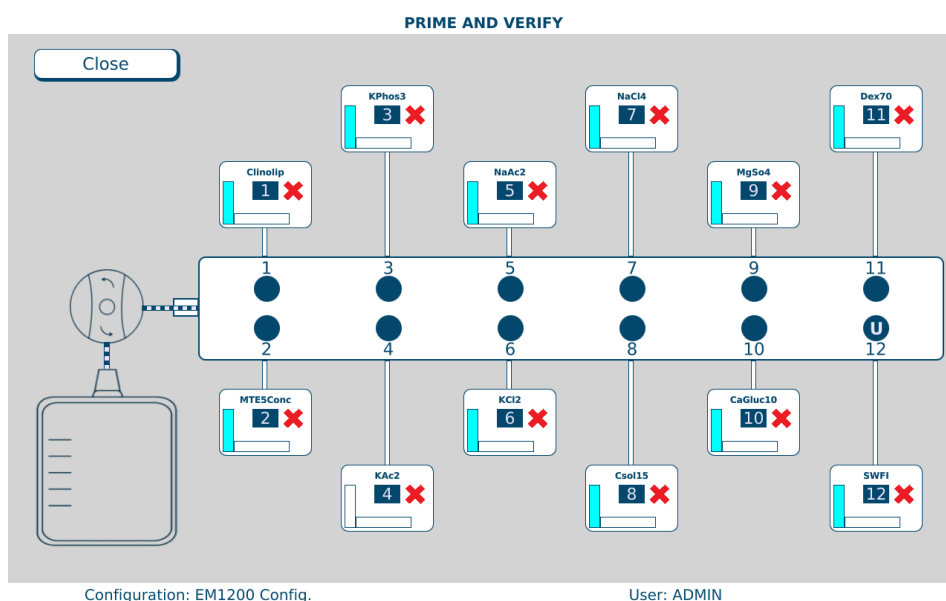 PRIME AND VERIFY
Close
KPhos3
3
NaCl4
7
Dex70
11
Clinolip
1
NaAc2
5
MgSo4
9
1 3 5 7 9 11
U
2 4 6 8 10 12
MTE5Conc
2
KCl2
6
CaGluc10
10
KAc2
4
Csol15
8
SWFI
12
Configuration: EM1200 Config. User: ADMIN